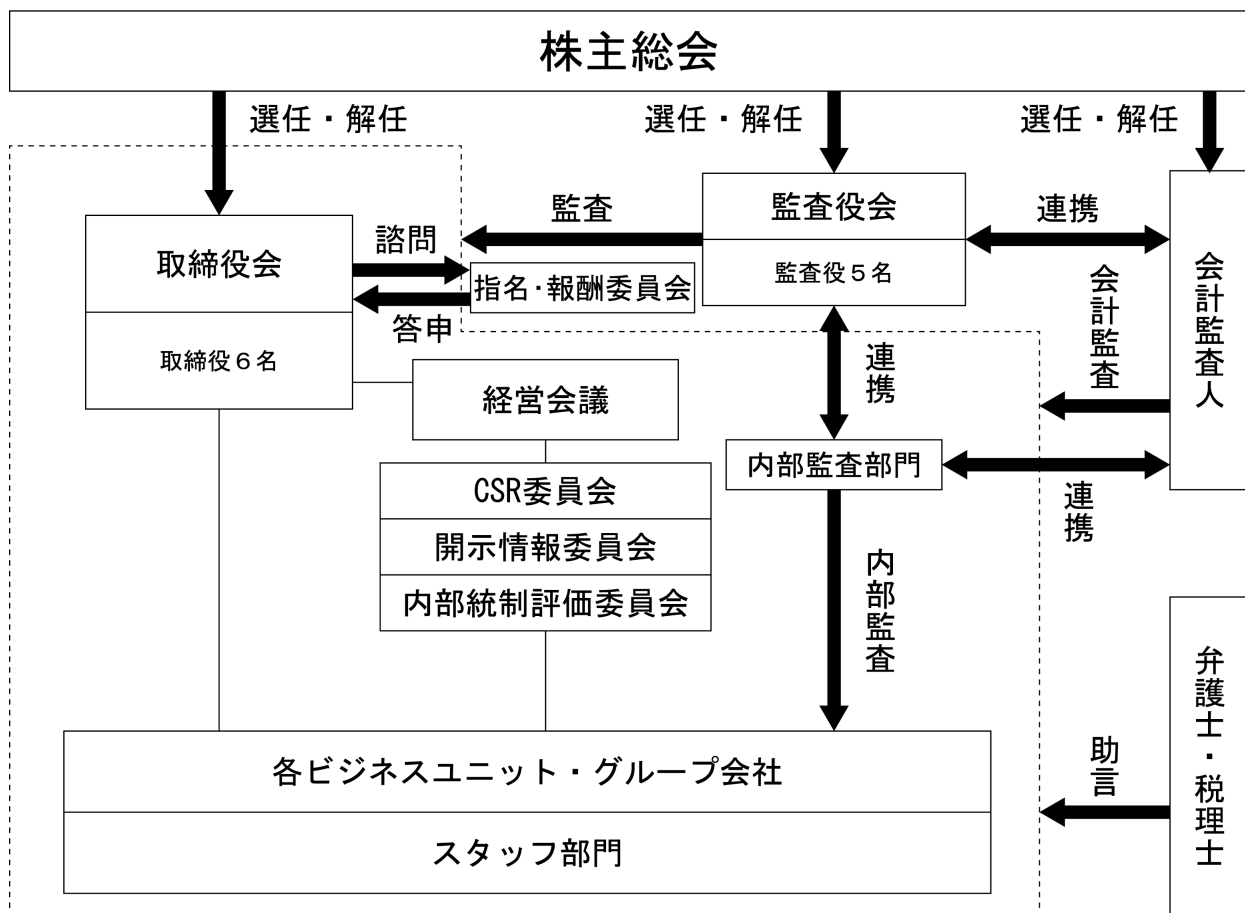 株主総会
選任・解任
選任・解任
選任・解任
監査役会
監査役５名
監査
連携
取締役会
取締役６名
諮問
指名・報酬委員会
答申
会計監査人
会計監査
連携
経営会議
内部監査部門
連携
CSR委員会
開示情報委員会
内部統制評価委員会
内部監査
弁護士・税理士
助言
各ビジネスユニット・グループ会社
スタッフ部門